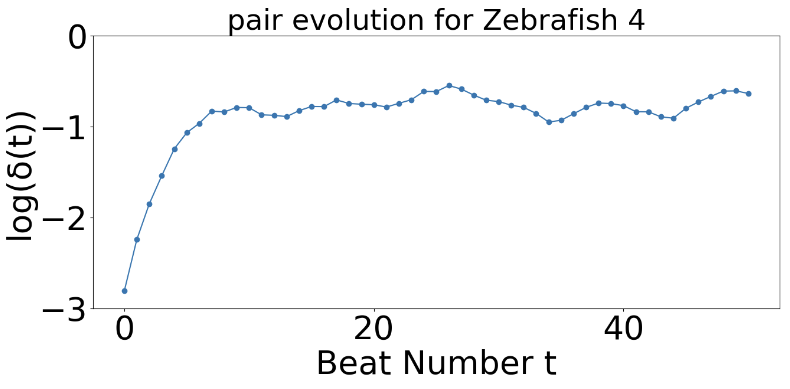 pair evolution for Zebrafish 4
log(δ(t))
0
−1
−2
−3
0 20 40
Beat Number t